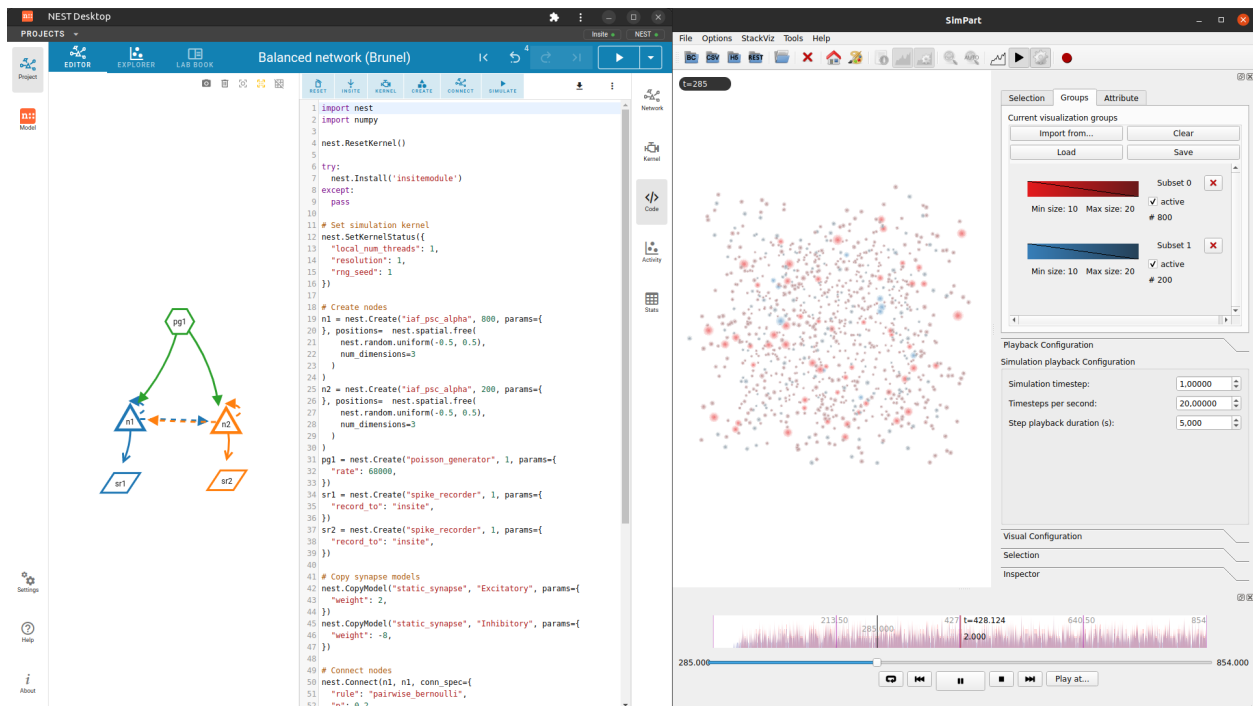 n::
NEST Desktop
PROJECTS
Insite
NEST
Project
EDITOR
EXPLORER
LAB BOOK
Balanced network (Brunel)
4
n::
Model
RESET
INSITE
KERNEL
CREATE
CONNECT
SIMULATE
Network
Kernel
Code
Activity
Stats
pg1
n1
n2
sr1
sr2
Settings
Help
i
About
1 import nest
2 import numpy
3
4 nest.ResetKernel()
5
6 try:
7   nest.Install('insitemodule')
8 except:
9   pass
10
11 # Set simulation kernel
12 nest.SetKernelStatus({
13   "local_num_threads": 1,
14   "resolution": 1,
15   "rng_seed": 1
16 })
17
18 # Create nodes
19 n1 = nest.Create("iaf_psc_alpha", 800, params={
20 }, positions=  nest.spatial.free(
21     nest.random.uniform(-0.5, 0.5),
22     num_dimensions=3
23   )
24 )
25 n2 = nest.Create("iaf_psc_alpha", 200, params={
26 }, positions=  nest.spatial.free(
27     nest.random.uniform(-0.5, 0.5),
28     num_dimensions=3
29   )
30 )
31 pg1 = nest.Create("poisson_generator", 1, params={
32   "rate": 68000,
33 })
34 sr1 = nest.Create("spike_recorder", 1, params={
35   "record_to": "insite",
36 })
37 sr2 = nest.Create("spike_recorder", 1, params={
38   "record_to": "insite",
39 })
40
41 # Copy synapse models
42 nest.CopyModel("static_synapse", "Excitatory", params={
43   "weight": 2,
44 })
45 nest.CopyModel("static_synapse", "Inhibitory", params={
46   "weight": -8,
47 })
48
49 # Connect nodes
50 nest.Connect(n1, n1, conn_spec={
51   "rule": "pairwise_bernoulli",
52   "p": 0.2
SimPart
File Options StackViz Tools Help
BC CSV H5 REST
AUTO
t=285
Selection Groups Attribute
Current visualization groups
Import from... Clear
Load Save
Subset 0
active
Min size: 10 Max size: 20
# 800
Subset 1
active
Min size: 10 Max size: 20
# 200
Playback Configuration
Simulation playback Configuration
Simulation timestep: 1,00000
Timesteps per second: 20,00000
Step playback duration (s): 5,000
Visual Configuration
Selection
Inspector
213.50 285.000 427 t=428.124 640.50 854
2.000
285.000 854.000
Play at...